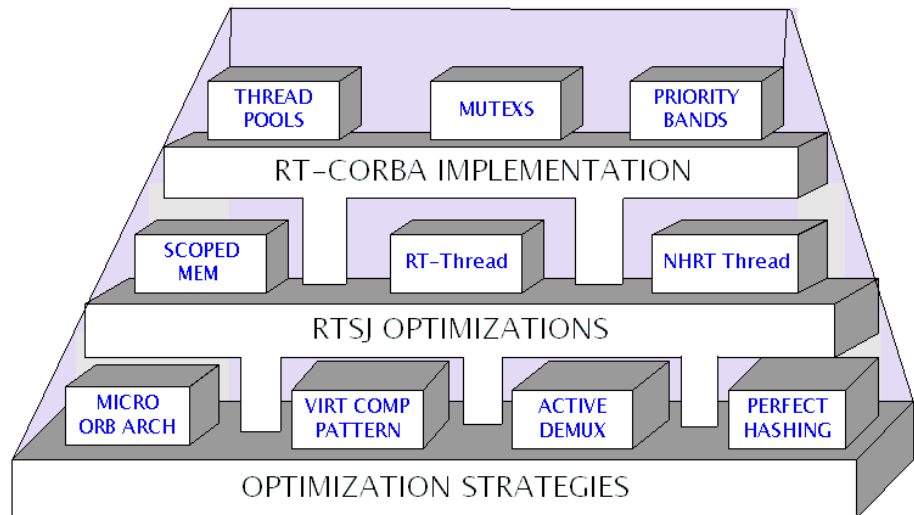 THREAD
POOLS
MUTEXS
PRIORITY
BANDS
RT-CORBA IMPLEMENTATION
SCOPED
MEM
RT-Thread
NHRT Thread
RTSJ OPTIMIZATIONS
MICRO
ORB ARCH
VIRT COMP
PATTERN
ACTIVE
DEMUX
PERFECT
HASHING
OPTIMIZATION STRATEGIES